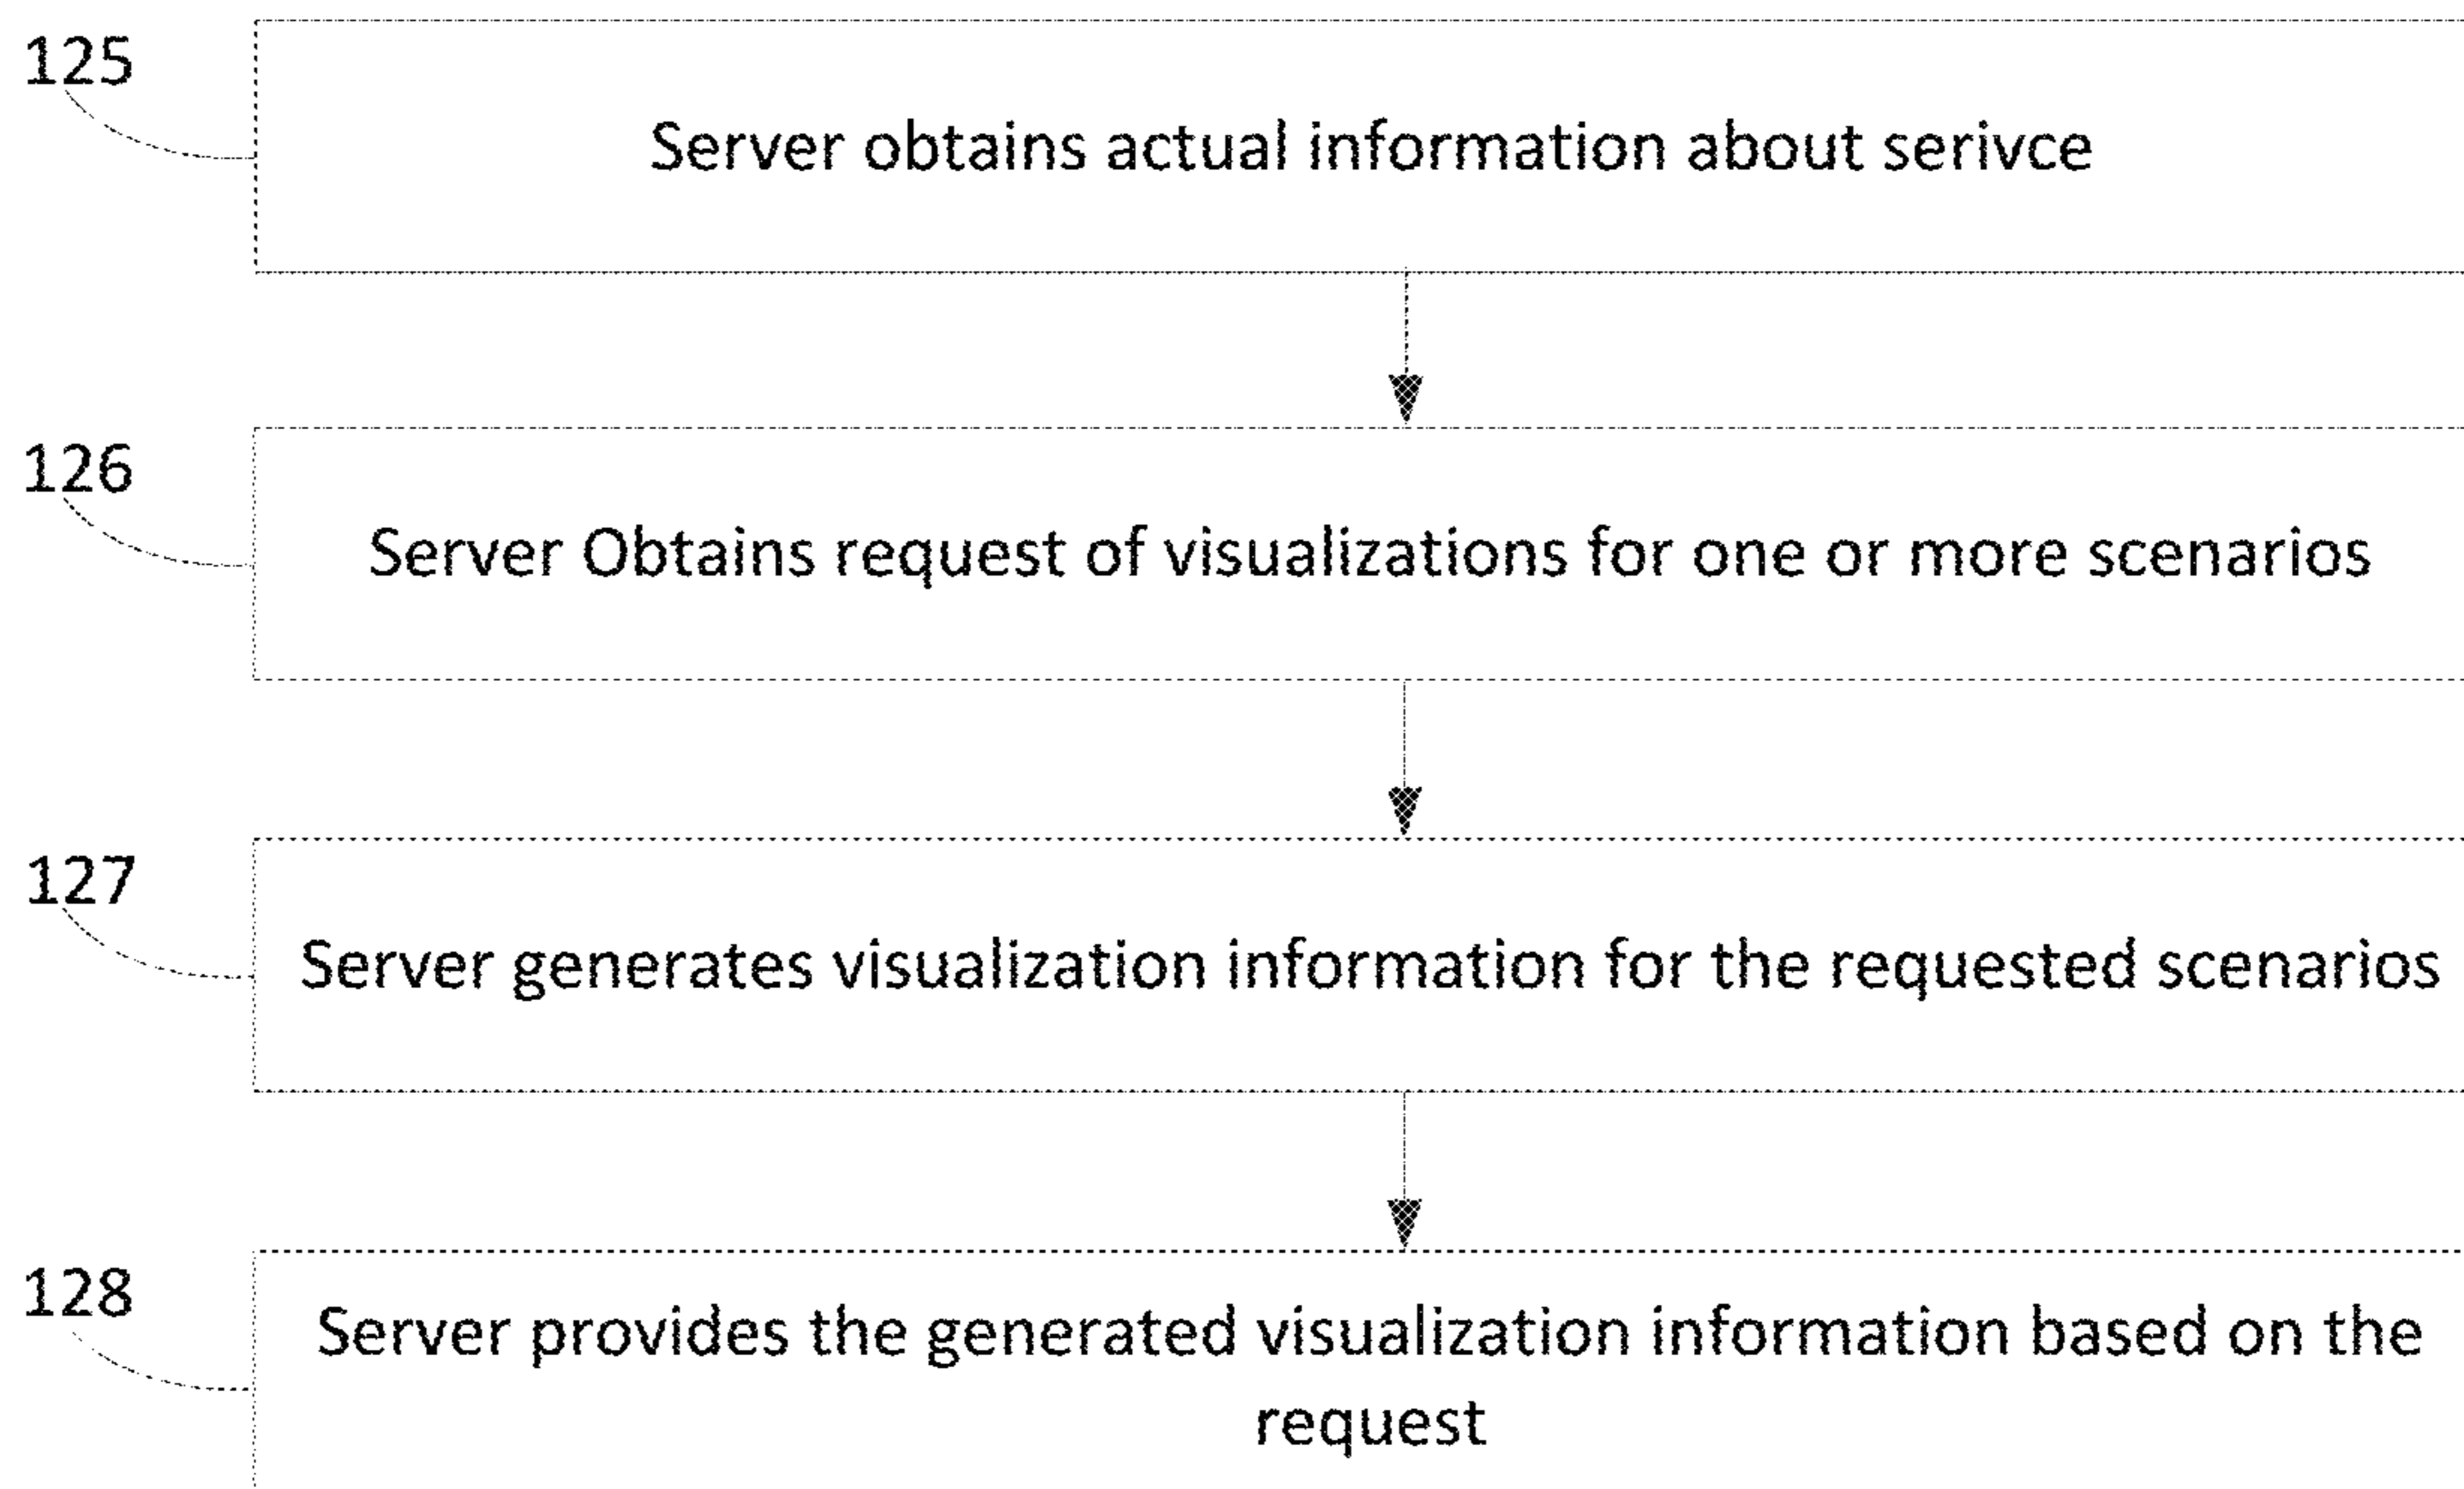 125
Server obtains actual information about serivce
126
Server Obtains request of visualizations for one or more scenarios
127
Server generates visualization information for the requested scenarios
128
Server provides the generated visualization information based on the
request